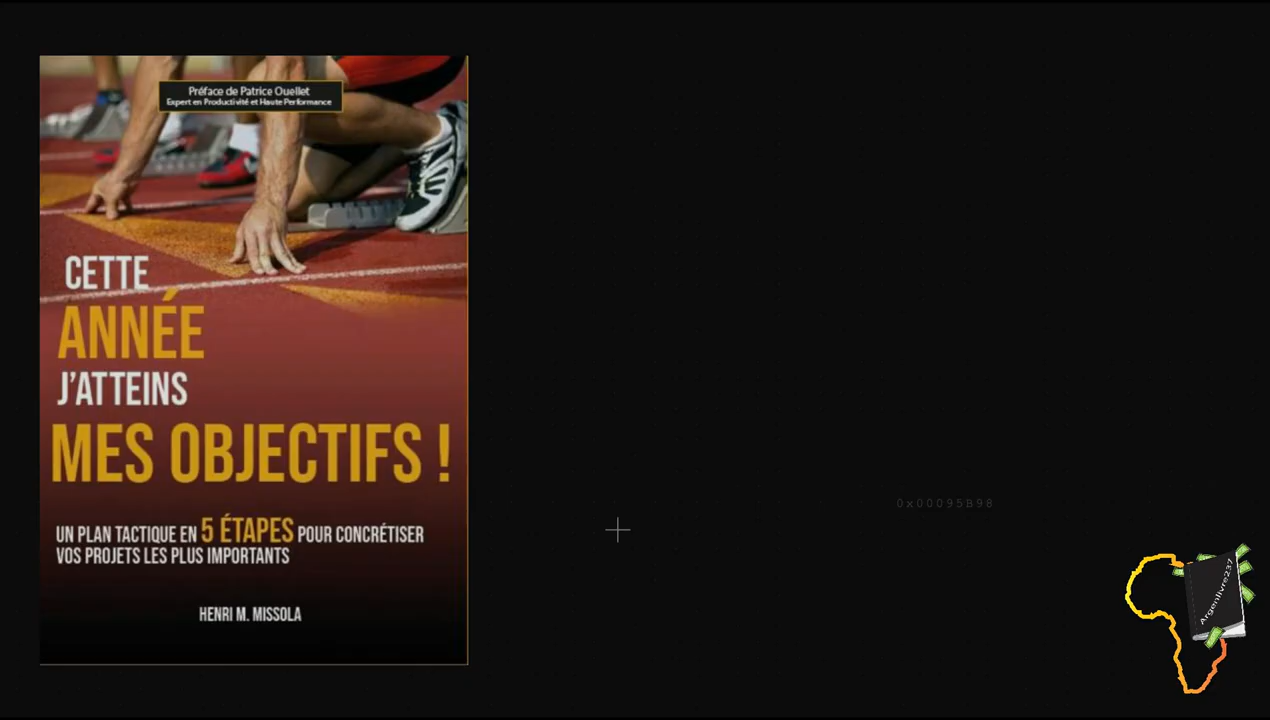 Préface de Patrice Ouellet
Expert en Productivité et Haute Performance
CETTE
ANNÉE
J'ATTEINS
MES OBJECTIFS !
UN PLAN TACTIQUE EN 5 ÉTAPES POUR CONCRÉTISER
VOS PROJETS LES PLUS IMPORTANTS
HENRI M. MISSOLA
0x00095B98
Argenlivre237